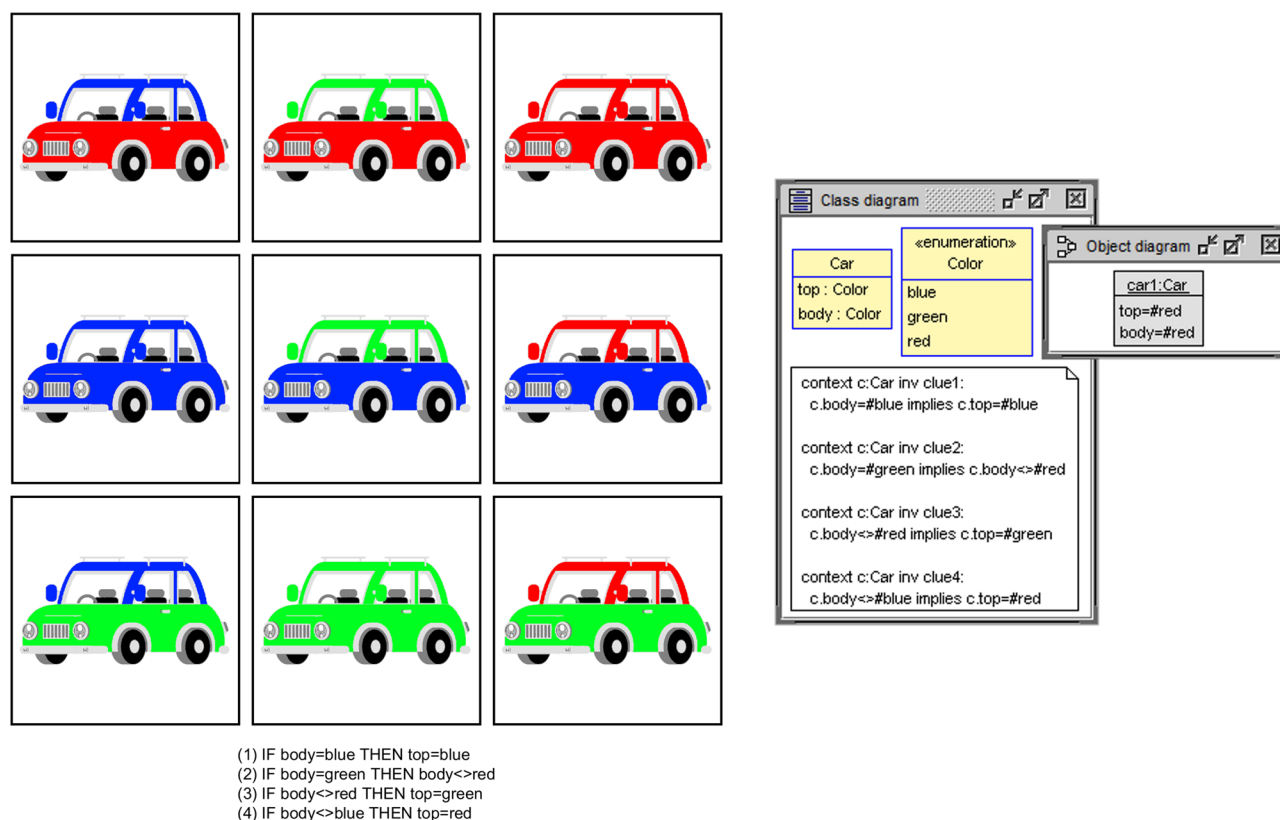 Class diagram
Car
top : Color
body : Color
«enumeration»
Color
blue
green
red
Object diagram
car1:Car
top=#red
body=#red
context c:Car inv clue1:
c.body=#blue implies c.top=#blue
context c:Car inv clue2:
c.body=#green implies c.body<>#red
context c:Car inv clue3:
c.body<>#red implies c.top=#green
context c:Car inv clue4:
c.body<>#blue implies c.top=#red
(1) IF body=blue THEN top=blue
(2) IF body=green THEN body<>red
(3) IF body<>red THEN top=green
(4) IF body<>blue THEN top=red